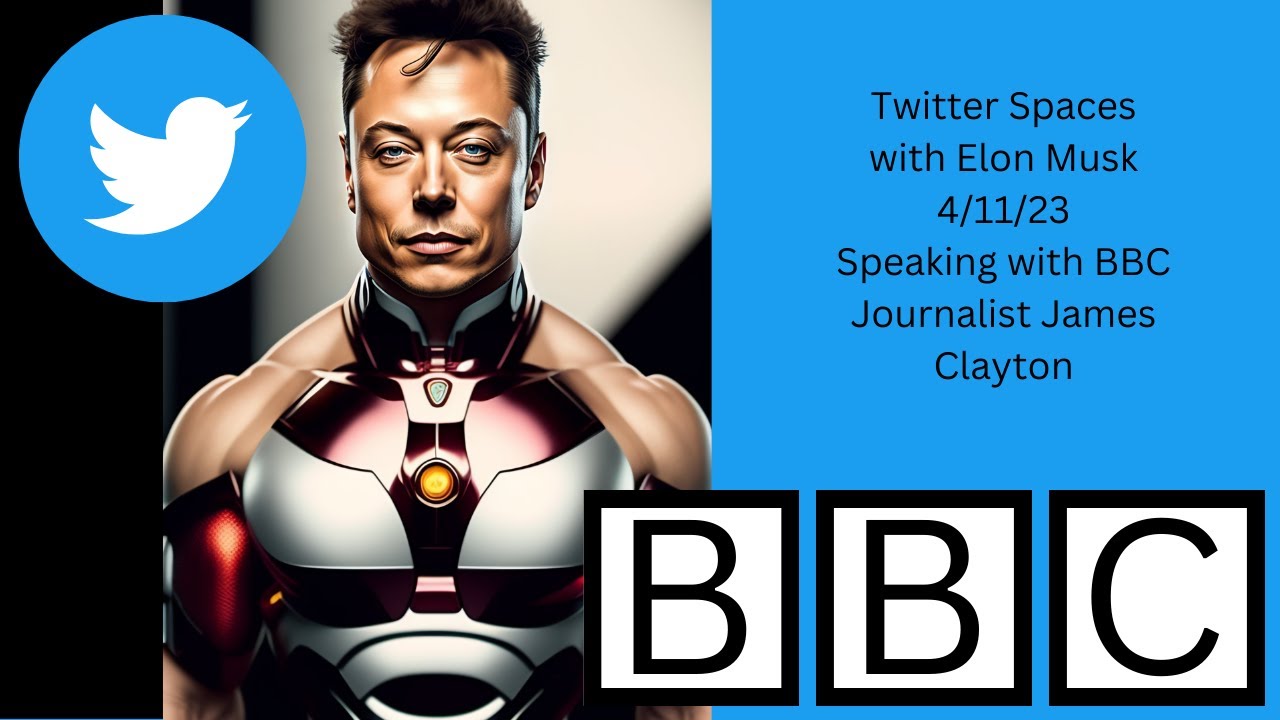 Twitter Spaces
with Elon Musk
4/11/23
Speaking with BBC
Journalist James
Clayton
BBC